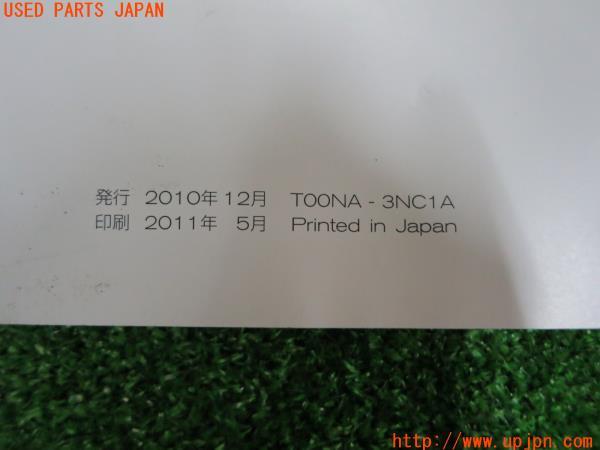 USED PARTS JAPAN
発行 2010年12月 T00NA - 3NC1A
印刷 2011年 5月 Printed in Japan
http://www.upjpn.com/